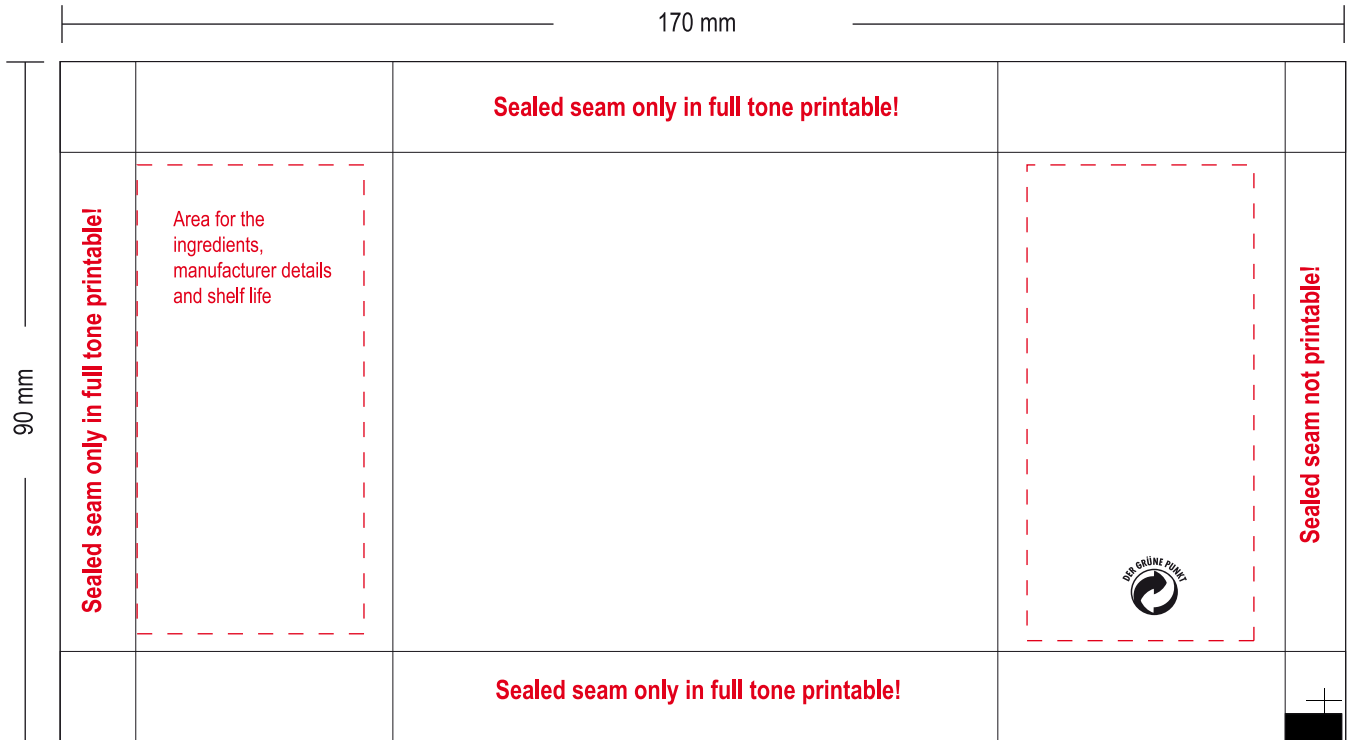 170 mm
Sealed seam only in full tone printable!
Sealed seam only in full tone printable!
Area for the
ingredients,
manufacturer details
and shelf life
90 mm
Sealed seam not printable!
DER GRÜNE PUNKT
Sealed seam only in full tone printable!